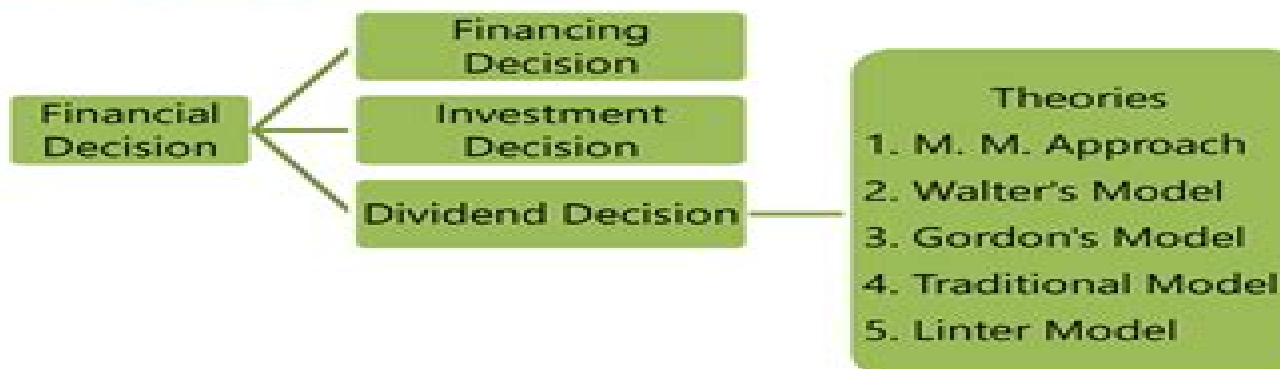 Financial
Decision
Financing
Decision
Investment
Decision
Dividend Decision
Theories
1. M. M. Approach
2. Walter's Model
3. Gordon's Model
4. Traditional Model
5. Linter Model